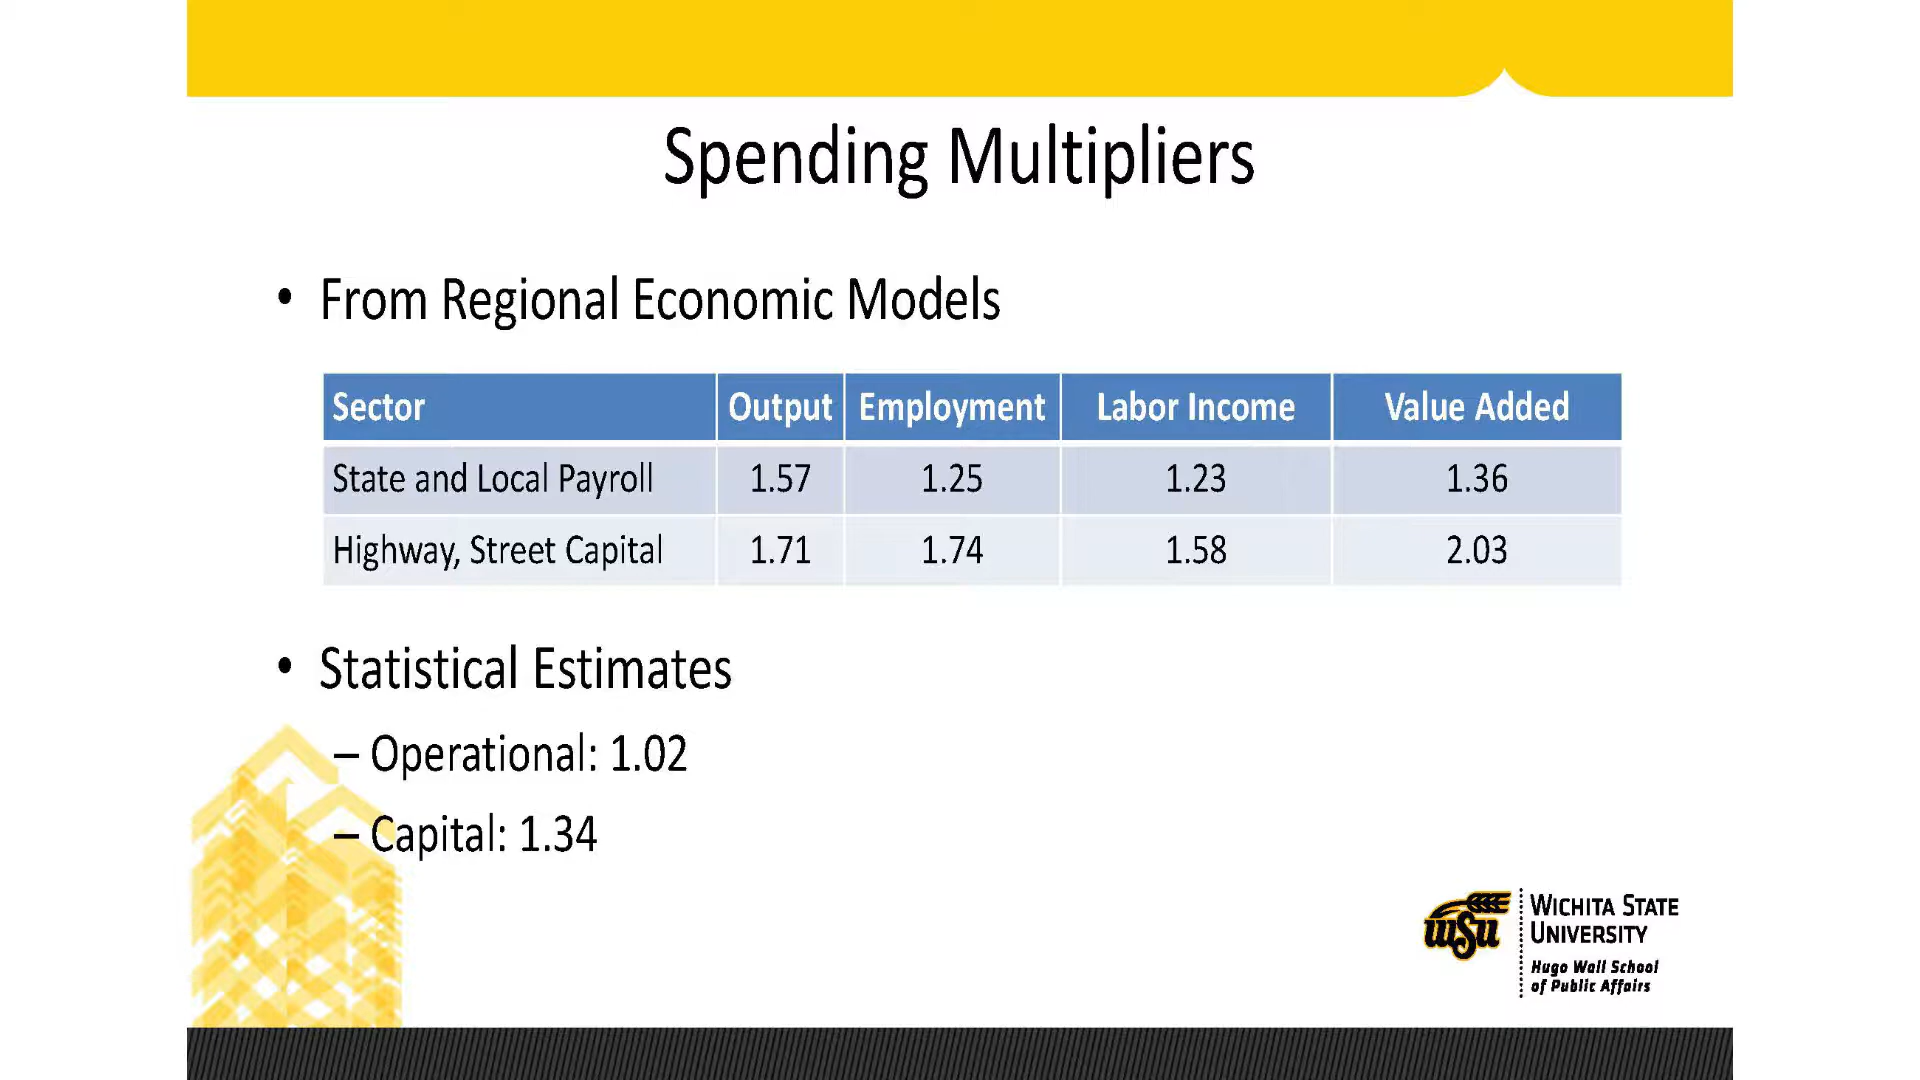 Spending Multipliers
• From Regional Economic Models
Sector Output Employment Labor Income Value Added
State and Local Payroll 1.57 1.25 1.23 1.36
Highway, Street Capital 1.71 1.74 1.58 2.03
• Statistical Estimates
– Operational: 1.02
– Capital: 1.34
WSU
WICHITA STATE
UNIVERSITY
Hugo Wall School
of Public Affairs